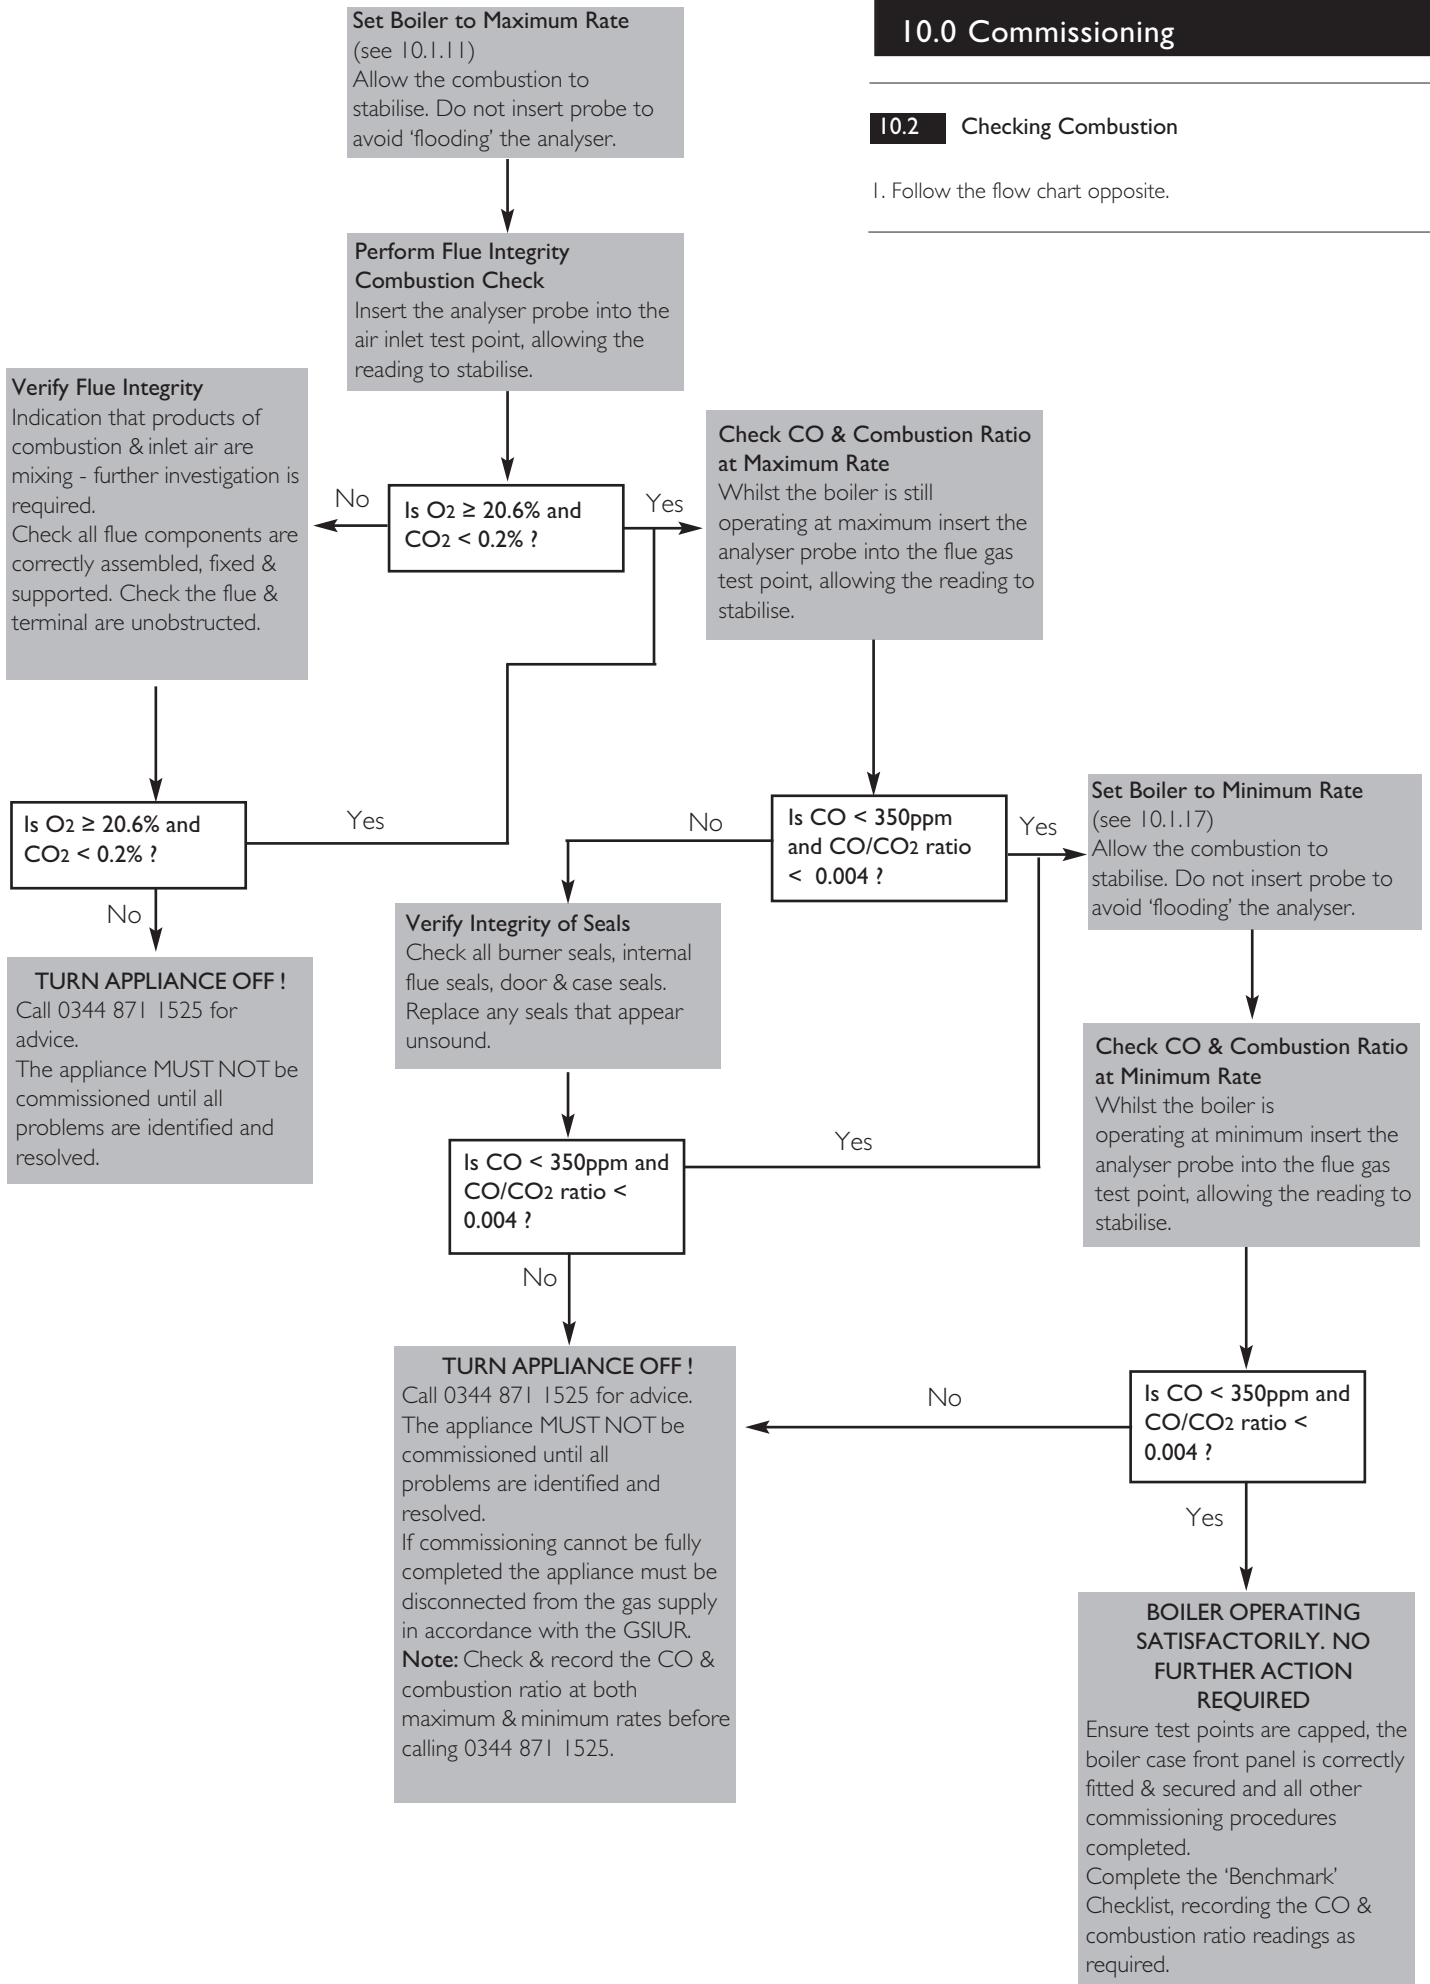 10.0 Commissioning
10.2 Checking Combustion
1. Follow the flow chart opposite.
Set Boiler to Maximum Rate
(see 10.1.11)
Allow the combustion to
stabilise. Do not insert probe to
avoid ‘flooding’ the analyser.
Perform Flue Integrity
Combustion Check
Insert the analyser probe into the
air inlet test point, allowing the
reading to stabilise.
Is O2 ≥ 20.6% and
CO2 < 0.2% ?
No
Yes
Verify Flue Integrity
Indication that products of
combustion & inlet air are
mixing - further investigation is
required.
Check all flue components are
correctly assembled, fixed &
supported. Check the flue &
terminal are unobstructed.
Is O2 ≥ 20.6% and
CO2 < 0.2% ?
Yes
No
TURN APPLIANCE OFF !
Call 0344 871 1525 for
advice.
The appliance MUST NOT be
commissioned until all
problems are identified and
resolved.
Check CO & Combustion Ratio
at Maximum Rate
Whilst the boiler is still
operating at maximum insert the
analyser probe into the flue gas
test point, allowing the reading to
stabilise.
Is CO < 350ppm
and CO/CO2 ratio
< 0.004 ?
No
Yes
Verify Integrity of Seals
Check all burner seals, internal
flue seals, door & case seals.
Replace any seals that appear
unsound.
Is CO < 350ppm and
CO/CO2 ratio <
0.004 ?
Yes
No
TURN APPLIANCE OFF !
Call 0344 871 1525 for advice.
The appliance MUST NOT be
commissioned until all
problems are identified and
resolved.
If commissioning cannot be fully
completed the appliance must be
disconnected from the gas supply
in accordance with the GSIUR.
Note: Check & record the CO &
combustion ratio at both
maximum & minimum rates before
calling 0344 871 1525.
Set Boiler to Minimum Rate
(see 10.1.17)
Allow the combustion to
stabilise. Do not insert probe to
avoid ‘flooding’ the analyser.
Check CO & Combustion Ratio
at Minimum Rate
Whilst the boiler is
operating at minimum insert the
analyser probe into the flue gas
test point, allowing the reading to
stabilise.
Is CO < 350ppm and
CO/CO2 ratio <
0.004 ?
No
Yes
BOILER OPERATING
SATISFACTORILY. NO
FURTHER ACTION
REQUIRED
Ensure test points are capped, the
boiler case front panel is correctly
fitted & secured and all other
commissioning procedures
completed.
Complete the ‘Benchmark’
Checklist, recording the CO &
combustion ratio readings as
required.